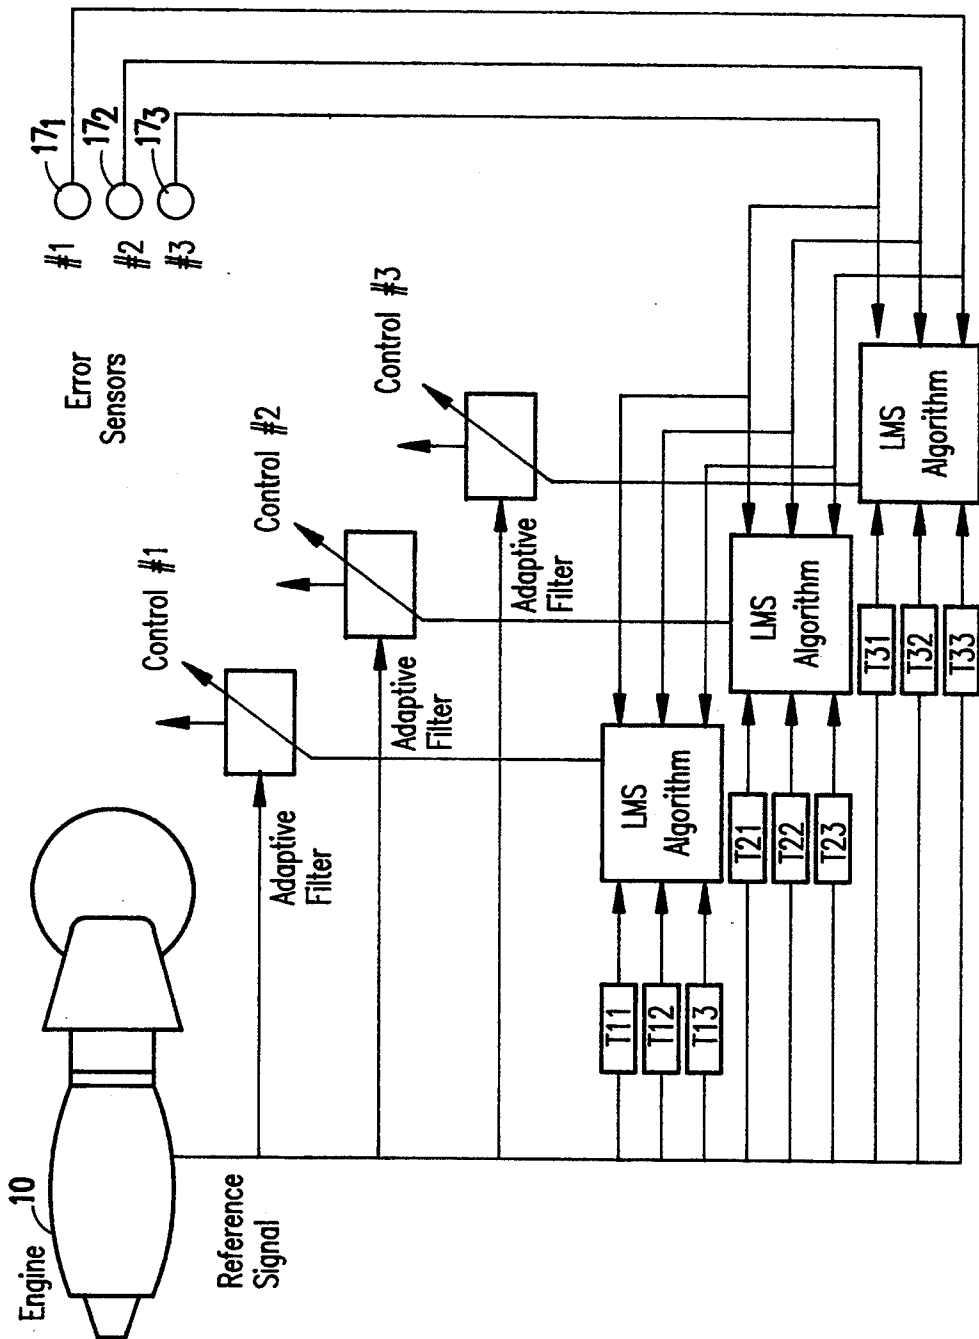 Engine
10
Reference
Signal
Error
Sensors
#1
#2
#3
17₁
17₂
17₃
Control #1
Control #2
Control #3
Adaptive
Filter
Adaptive
Filter
Adaptive
Filter
T11
T12
T13
LMS
Algorithm
T21
T22
T23
LMS
Algorithm
T31
T32
T33
LMS
Algorithm